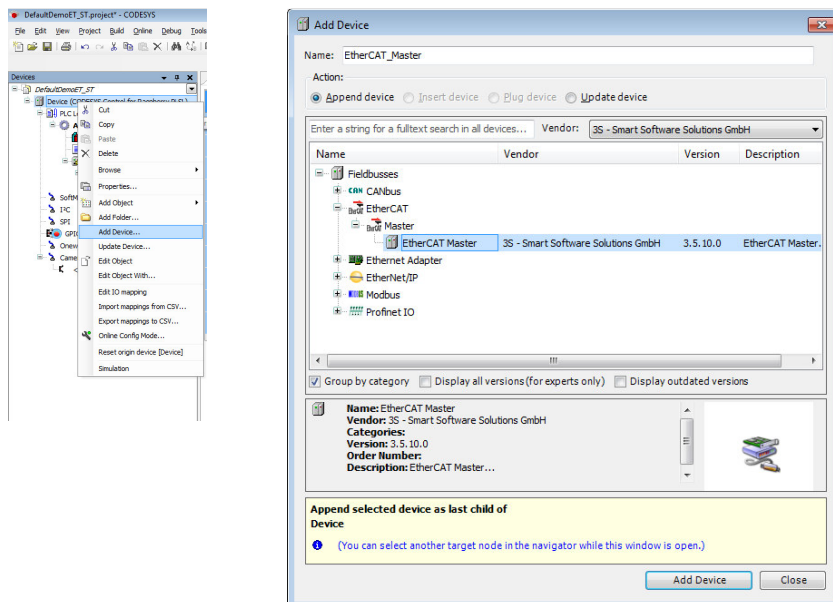 DefaultDemoET_ST.project* - CODESYS
File Edit View Project Build Online Debug Tools
Devices
DefaultDemoET_ST
Device (CODESYS Control for Raspberry Pi SL)
PLC
Cut
Copy
Paste
Delete
Browse
Properties...
Add Object
Add Folder...
Add Device...
Update Device...
Edit Object
Edit Object With...
Edit IO mapping
Import mappings from CSV...
Export mappings to CSV...
Online Config Mode...
Reset origin device [Device]
Simulation
SoftM
I²C
SPI
GPIO
Onew
Came
Add Device
Name: EtherCAT_Master
Action:
Append device Insert device Plug device Update device
Enter a string for a fulltext search in all devices... Vendor: 3S - Smart Software Solutions GmbH
Name Vendor Version Description
Fieldbusses
CAN CANbus
EtherCAT EtherCAT
EtherCAT Master
EtherCAT Master 3S - Smart Software Solutions GmbH 3.5.10.0 EtherCAT Master.
Ethernet Adapter
EtherNet/IP
Modbus
Profinet IO
Group by category Display all versions (for experts only) Display outdated versions
Name: EtherCAT Master
Vendor: 3S - Smart Software Solutions GmbH
Categories:
Version: 3.5.10.0
Order Number:
Description: EtherCAT Master...
Append selected device as last child of
Device
(You can select another target node in the navigator while this window is open.)
Add Device Close